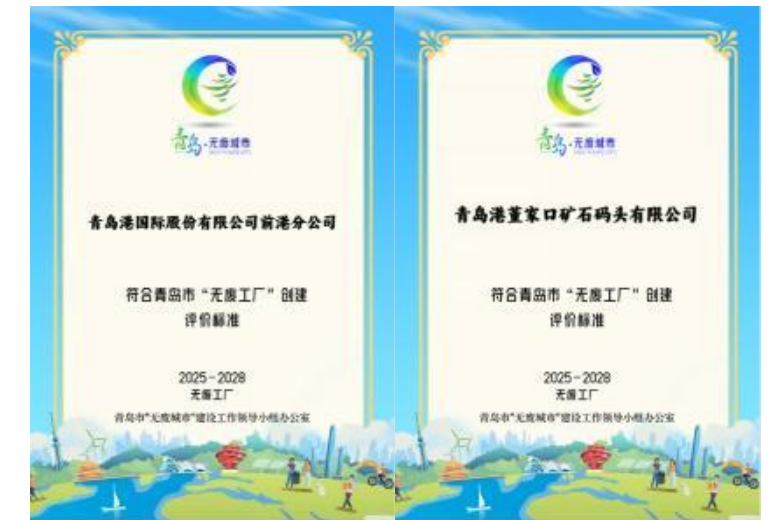 青岛·无废城市
青岛港国际股份有限公司前港分公司
符合青岛市“无废工厂”创建
评价标准
2025-2028
无废工厂
青岛市“无废城市”建设工作领导小组办公室
青岛·无废城市
青岛港董家口矿石码头有限公司
符合青岛市“无废工厂”创建
评价标准
2025-2028
无废工厂
青岛市“无废城市”建设工作领导小组办公室